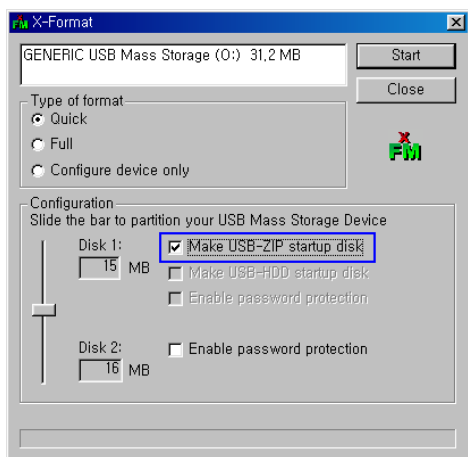 X-Format
GENERIC USB Mass Storage (O:) 31,2 MB
Start
Close
Type of format
Quick
Full
Configure device only
FM
Configuration
Slide the bar to partition your USB Mass Storage Device
Disk 1:
Make USB-ZIP startup disk
15 MB
Make USB-HDD startup disk
Enable password protection
Disk 2:
Enable password protection
16 MB